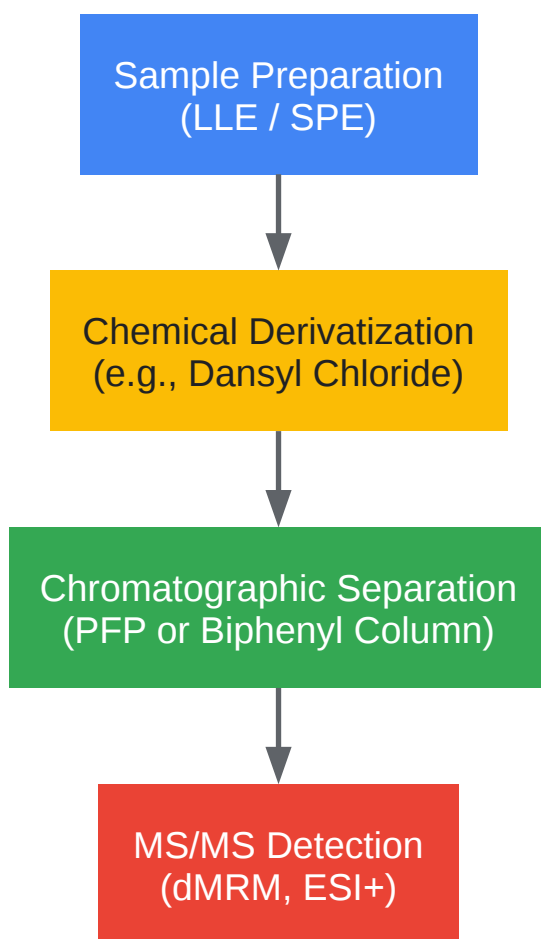 Sample Preparation
(LLE / SPE)
Chemical Derivatization
(e.g., Dansyl Chloride)
Chromatographic Separation
(PFP or Biphenyl Column)
MS/MS Detection
(dMRM, ESI+)